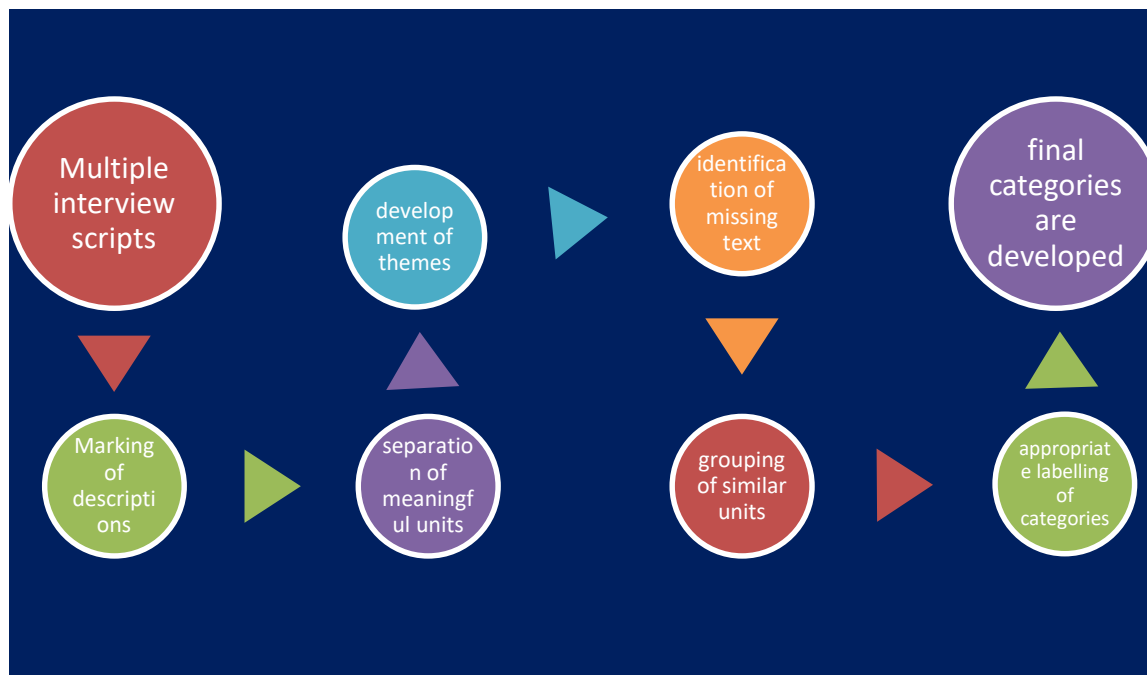 Multiple
interview
scripts
Marking
of
descripti
ons
separatio
n of
meaningf
ul units
develop
ment of
themes
identifica
tion of
missing
text
grouping
of similar
units
appropriat
e labelling
of
categories
final
categories
are
developed